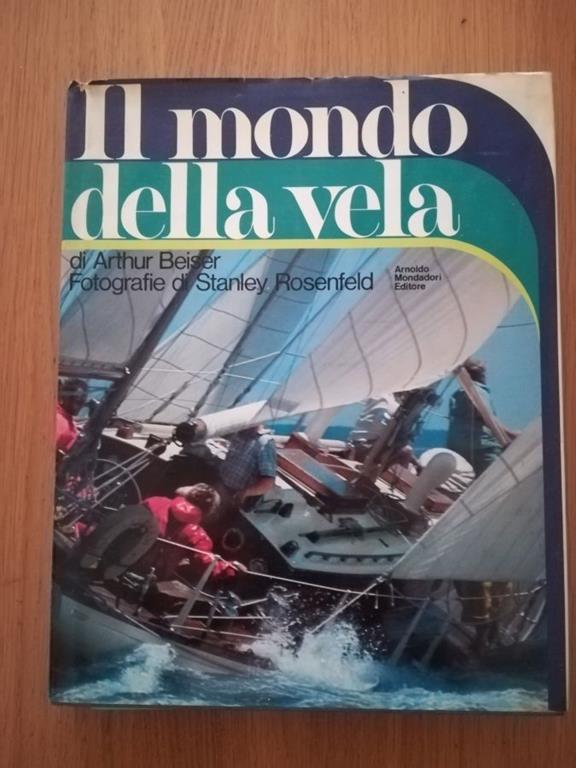 Il mondo
della vela
di Arthur Beiser
Fotografie di Stanley Rosenfeld
Arnoldo
Mondadori
Editore